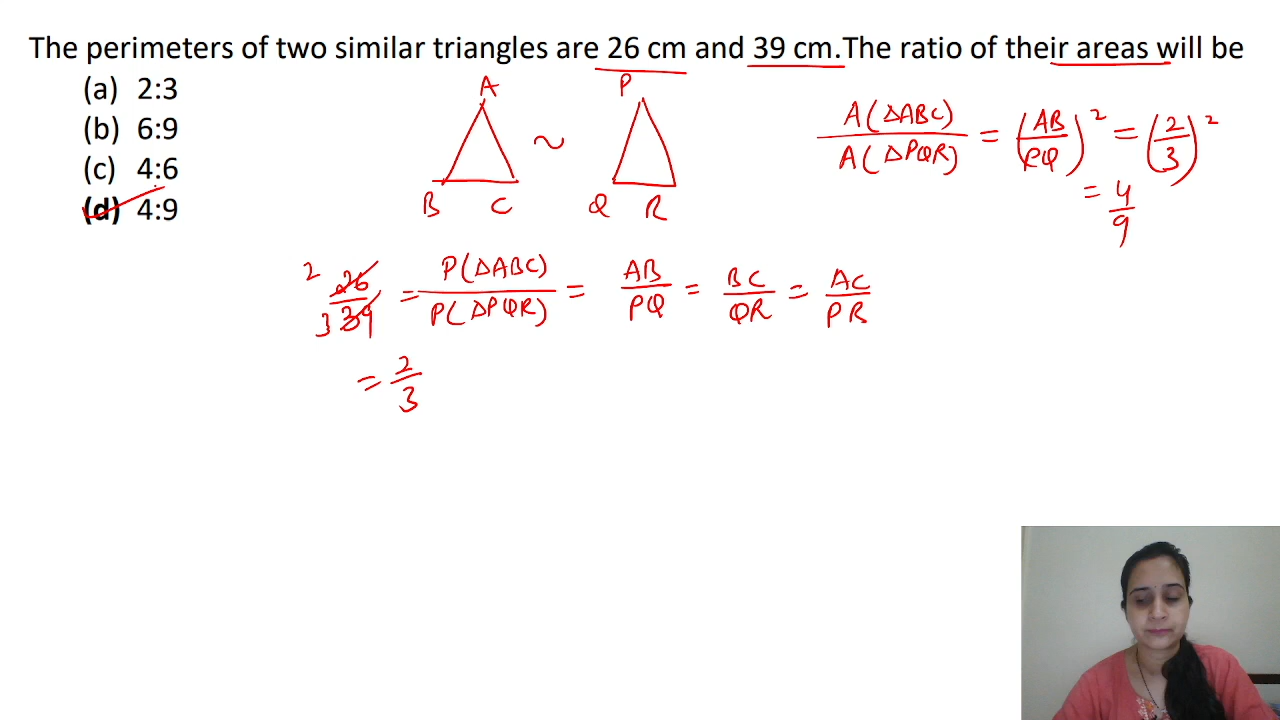 The perimeters of two similar triangles are 26 cm and 39 cm.The ratio of their areas will be
(a) 2:3
(b) 6:9
(c) 4:6
(d) 4:9
A P
~
B C Q R
A(ΔABC)/A(ΔPQR) = (AB/PQ)² = (2/3)²
= 4/9
2 26/3 39 = P(ΔABC)/P(ΔPQR) = AB/PQ = BC/QR = AC/PR
= 2/3